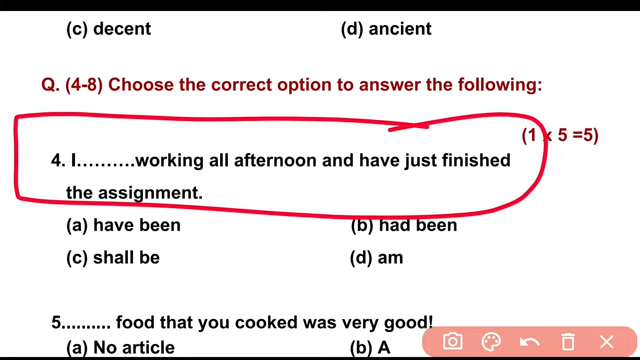 (c) decent (d) ancient
Q. (4-8) Choose the correct option to answer the following:
(1 x 5 =5)
4. I……….working all afternoon and have just finished
the assignment.
(a) have been (b) had been
(c) shall be (d) am
5.......... food that you cooked was very good!
(a) No article (b) A